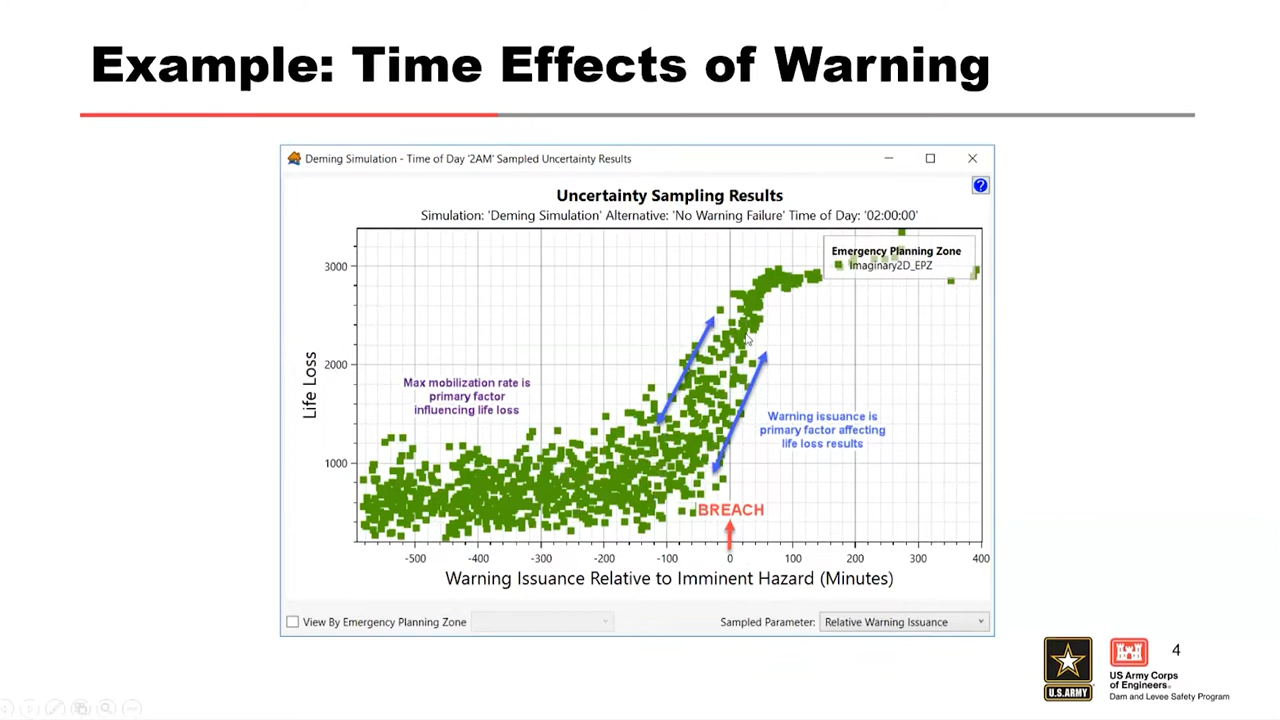 Example: Time Effects of Warning
Deming Simulation - Time of Day '2AM' Sampled Uncertainty Results
?
Uncertainty Sampling Results
Simulation: 'Deming Simulation' Alternative: 'No Warning Failure' Time of Day: '02:00:00'
Emergency Planning Zone
Imaginary2D_EPZ
3000
2000
1000
Life Loss
Max mobilization rate is
primary factor
influencing life loss
Warning issuance is
primary factor affecting
life loss results
BREACH
-500 -400 -300 -200 -100 0 100 200 300 400
Warning Issuance Relative to Imminent Hazard (Minutes)
View By Emergency Planning Zone
Sampled Parameter: Relative Warning Issuance
4
U.S.ARMY
US Army Corps
of Engineers®
Dam and Levee Safety Program